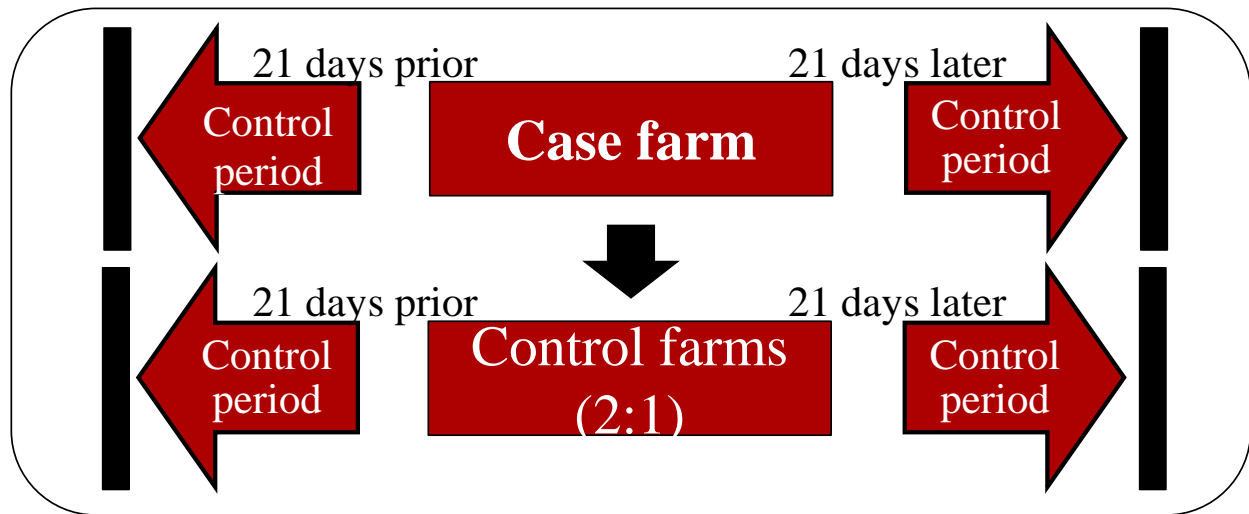 21 days prior
21 days later
Control
period
Case farm
Control
period
21 days prior
21 days later
Control
period
Control farms
(2:1)
Control
period